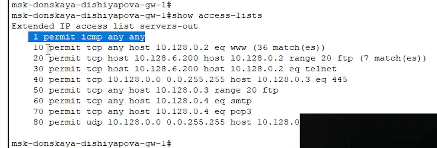 msk-donskaya-dishiyapova-gw-1#
msk-donskaya-dishiyapova-gw-1#show access-lists
Extended IP access list servers-out
1 permit icmp any any
10 permit tcp any host 10.128.0.2 eq www (36 match(es))
20 permit tcp host 10.128.6.200 host 10.128.0.2 range 20 ftp (7 match(es))
30 permit tcp host 10.128.6.200 host 10.128.0.2 eq telnet
40 permit tcp 10.128.0.0 0.0.255.255 host 10.128.0.3 eq 445
50 permit tcp any host 10.128.0.3 range 20 ftp
60 permit tcp any host 10.128.0.4 eq smtp
70 permit tcp any host 10.128.0.4 eq pop3
80 permit udp 10.128.0.0 0.0.255.255 host 10.128.0
msk-donskaya-dishiyapova-gw-1#